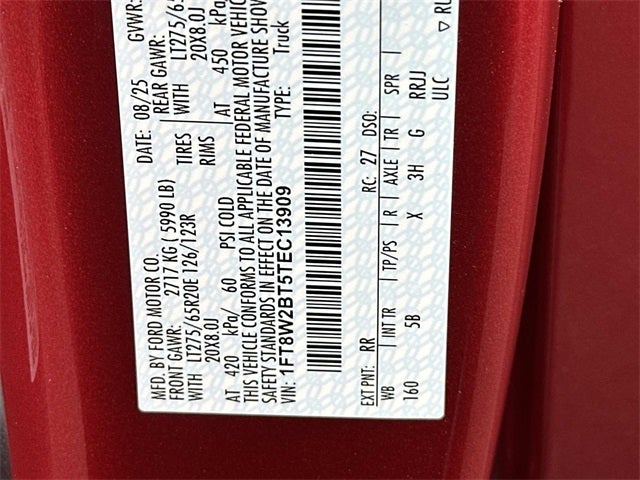 MFD. BY FORD MOTOR CO. DATE: 08/25 GVWR:
FRONT GAWR: 2717 KG ( 5990 LB) REAR GAWR:
WITH LT275/65R20E 126/123R TIRES WITH LT275/65
20X8.0J RIMS 20X8.0J
AT 420 kPa/ 60 PSI COLD AT 450 kPa/
THIS VEHICLE CONFORMS TO ALL APPLICABLE FEDERAL MOTOR VEHIC
SAFETY STANDARDS IN EFFECT ON THE DATE OF MANUFACTURE SHOW
VIN: 1FT8W2BT5TEC13909 TYPE: Truck
EXT PNT: RR RC: 27 DSO:
WB INT TR TP/PS R AXLE TR SPR
160 5B X 3H G RRJJ
ULC
▽ RU